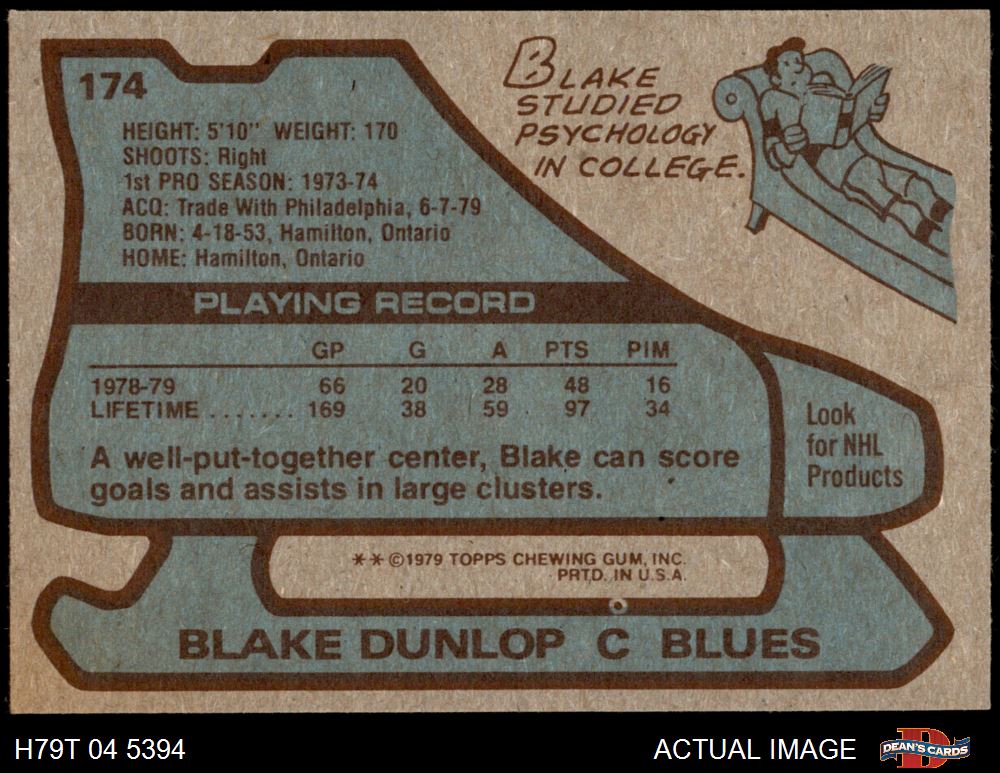 174
BLAKE
STUDIED
PSYCHOLOGY
IN COLLEGE.
HEIGHT: 5'10" WEIGHT: 170
SHOOTS: Right
1st PRO SEASON: 1973-74
ACQ: Trade With Philadelphia, 6-7-79
BORN: 4-18-53, Hamilton, Ontario
HOME: Hamilton, Ontario
PLAYING RECORD
GP G A PTS PIM
1978-79 66 20 28 48 16
LIFETIME ....... 169 38 59 97 34
A well-put-together center, Blake can score
goals and assists in large clusters.
Look
for NHL
Products
**©1979 TOPPS CHEWING GUM, INC.
PRTD. IN U.S.A.
BLAKE DUNLOP C BLUES
H79T 04 5394 ACTUAL IMAGE
D
DEAN'S CARDS